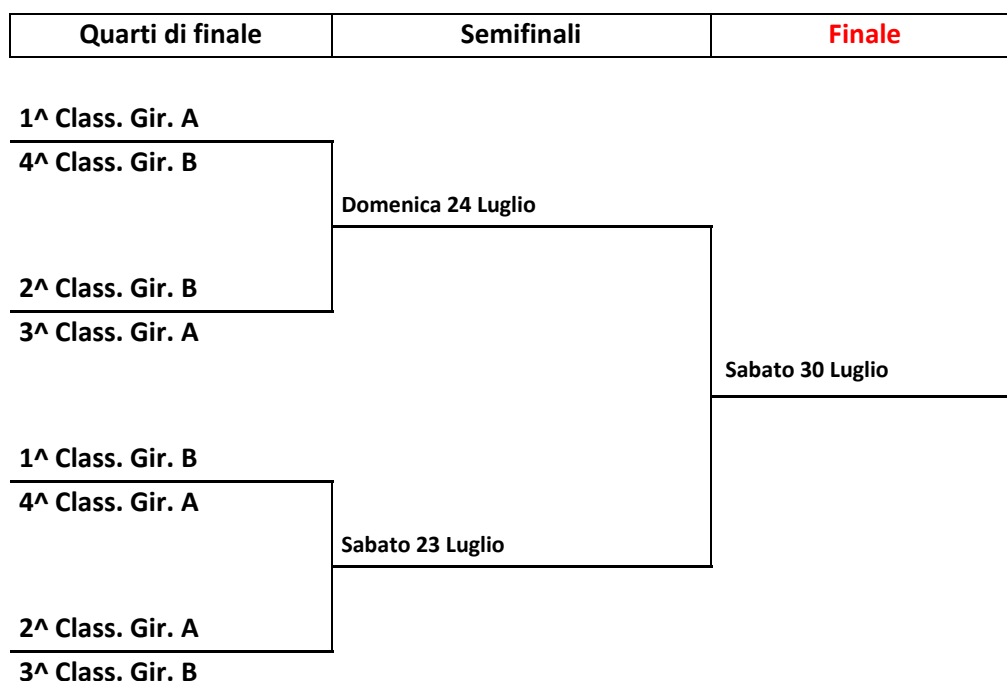 Quarti di finale Semifinali Finale
1^ Class. Gir. A
4^ Class. Gir. B
Domenica 24 Luglio
2^ Class. Gir. B
3^ Class. Gir. A
Sabato 30 Luglio
1^ Class. Gir. B
4^ Class. Gir. A
Sabato 23 Luglio
2^ Class. Gir. A
3^ Class. Gir. B